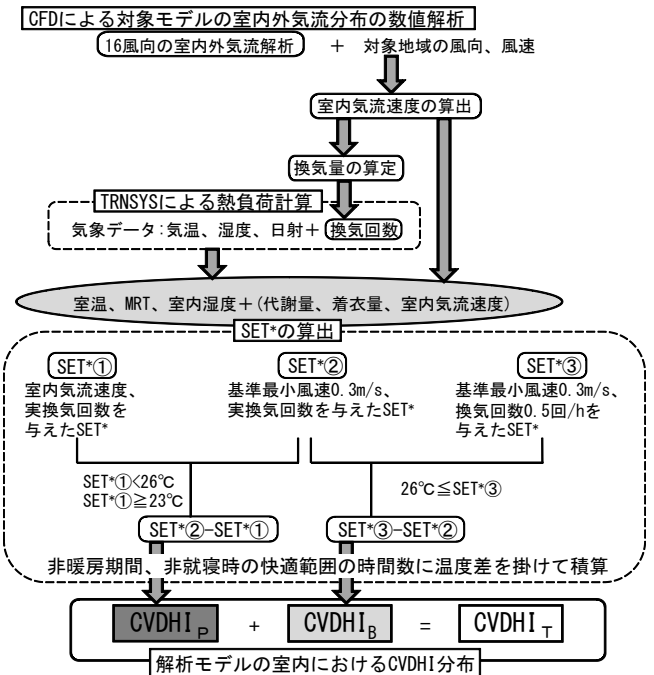 CFDによる対象モデルの室内外気流分布の数値解析
16風向の室内外気流解析 + 対象地域の風向、風速
室内気流速度の算出
換気量の算定
TRNSYSによる熱負荷計算
気象データ:気温、湿度、日射+換気回数
室温、MRT、室内湿度+(代謝量、着衣量、室内気流速度)
SET*の算出
SET*①
室内気流速度、
実換気回数を
与えたSET*
SET*②
基準最小風速0.3m/s、
実換気回数を与えたSET*
SET*③
基準最小風速0.3m/s、
換気回数0.5回/hを
与えたSET*
SET*①<26℃
SET*①≧23℃
26℃≦SET*③
SET*②-SET*①
SET*③-SET*②
非暖房期間、非就寝時の快適範囲の時間数に温度差を掛けて積算
CVDHI_P + CVDHI_B = CVDHI_T
解析モデルの室内におけるCVDHI分布